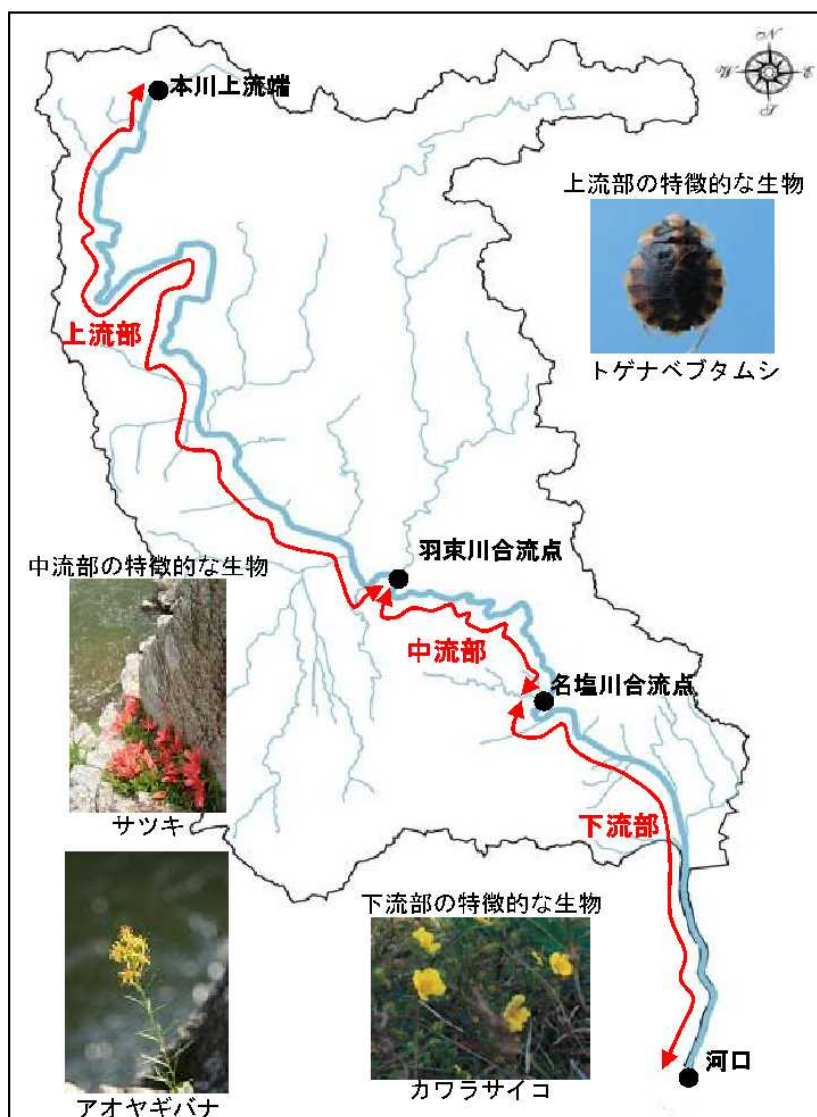 本川上流端
N
W
E
S
上流部の特徴的な生物
トゲナベブタムシ
上流部
羽束川合流点
中流部の特徴的な生物
中流部
名塩川合流点
サツキ
下流部
下流部の特徴的な生物
アオヤギバナ
カワラサイコ
河口